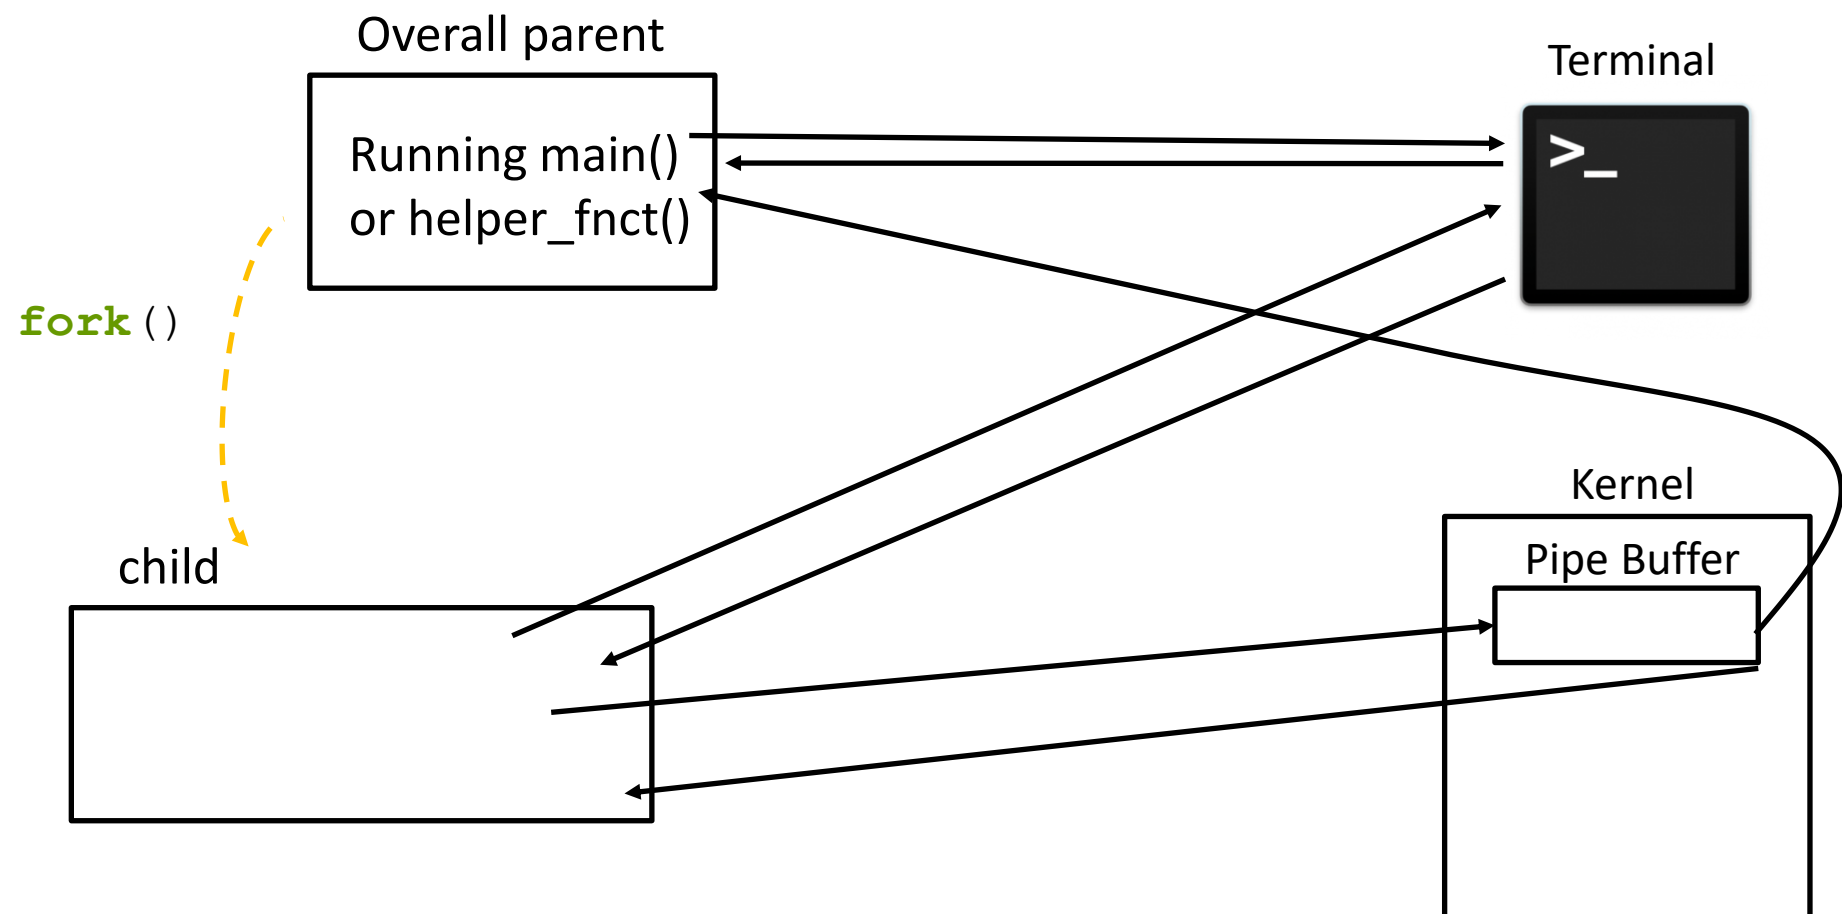 Overall parent
Terminal
>_
Running main()
or helper_fnct()
fork()
Kernel
Pipe Buffer
child